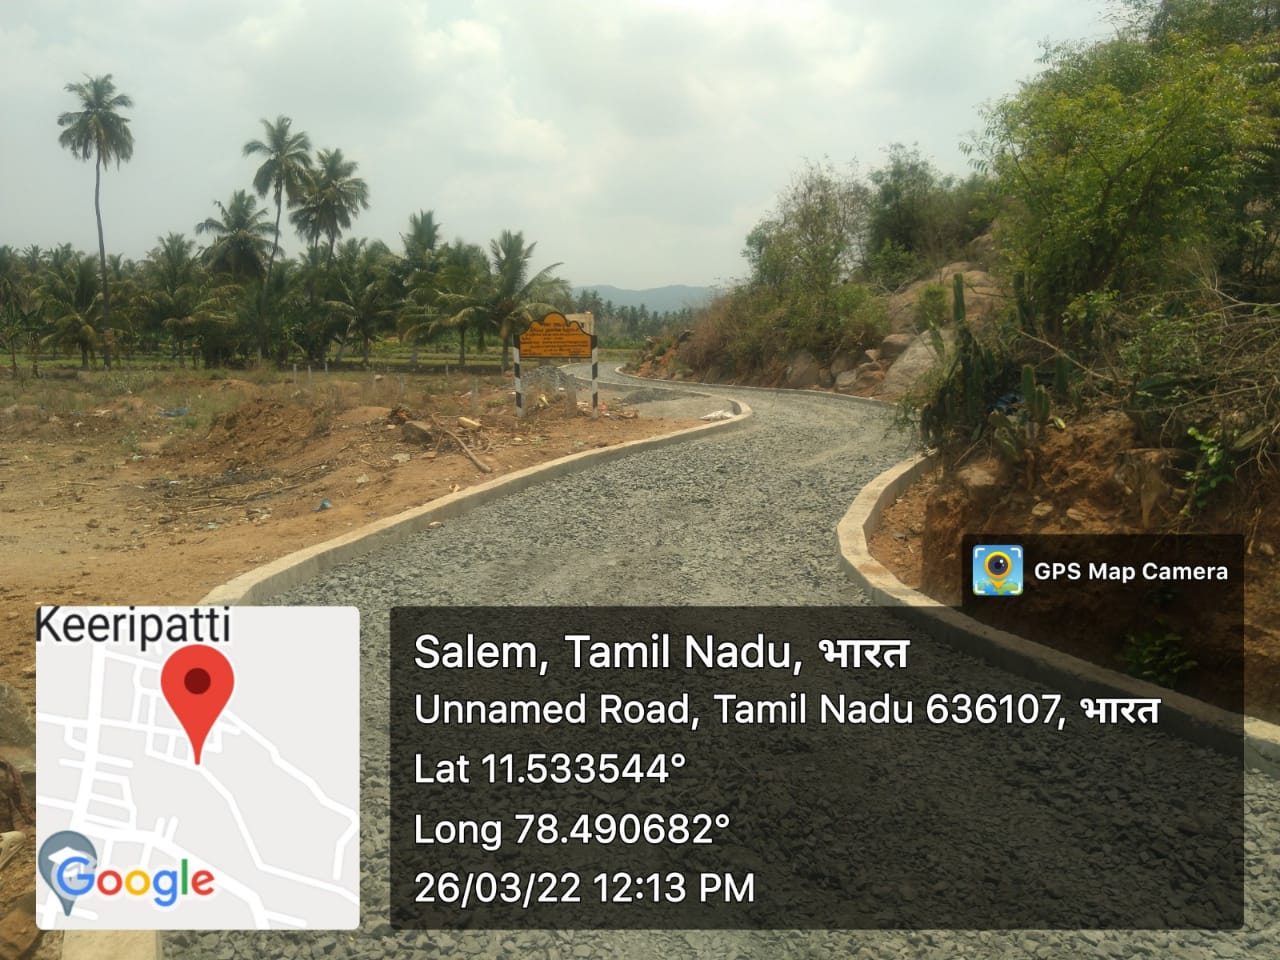 GPS Map Camera
Keeripatti
Google
Salem, Tamil Nadu, भारत
Unnamed Road, Tamil Nadu 636107, भारत
Lat 11.533544°
Long 78.490682°
26/03/22 12:13 PM